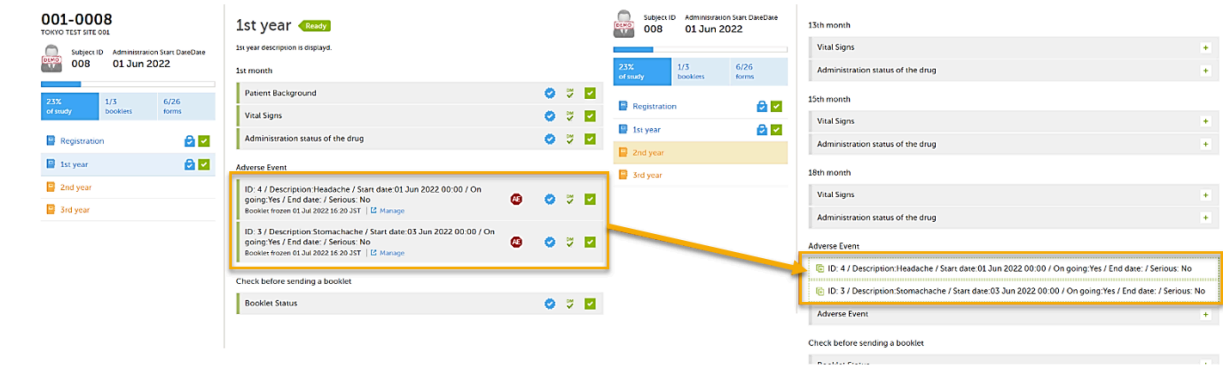 001-0008
TOKYO TEST SITE 001
DEMO
Subject ID Administration Start DateDate
008 01 Jun 2022
23% 1/3 6/26
of study booklets forms
Registration
1st year
2nd year
3rd year
1st year Ready
1st year description is displayd.
1st month
Patient Background
Vital Signs
Administration status of the drug
Adverse Event
ID: 4 / Description:Headache / Start date:01 Jun 2022 00:00 / On
going:Yes / End date: / Serious: No
AE
Booklet frozen 01 Jul 2022 16:20 JST | Manage
ID: 3 / Description:Stomachache / Start date:03 Jun 2022 00:00 / On
going:Yes / End date: / Serious: No
AE
Booklet frozen 01 Jul 2022 16:20 JST | Manage
Check before sending a booklet
Booklet Status
DEMO
Subject ID Administration Start DateDate
008 01 Jun 2022
23% 1/3 6/26
of study booklets forms
Registration
1st year
2nd year
3rd year
13th month
Vital Signs
Administration status of the drug
15th month
Vital Signs
Administration status of the drug
18th month
Vital Signs
Administration status of the drug
Adverse Event
ID: 4 / Description:Headache / Start date:01 Jun 2022 00:00 / On going:Yes / End date: / Serious: No
ID: 3 / Description:Stomachache / Start date:03 Jun 2022 00:00 / On going:Yes / End date: / Serious: No
Adverse Event
Check before sending a booklet